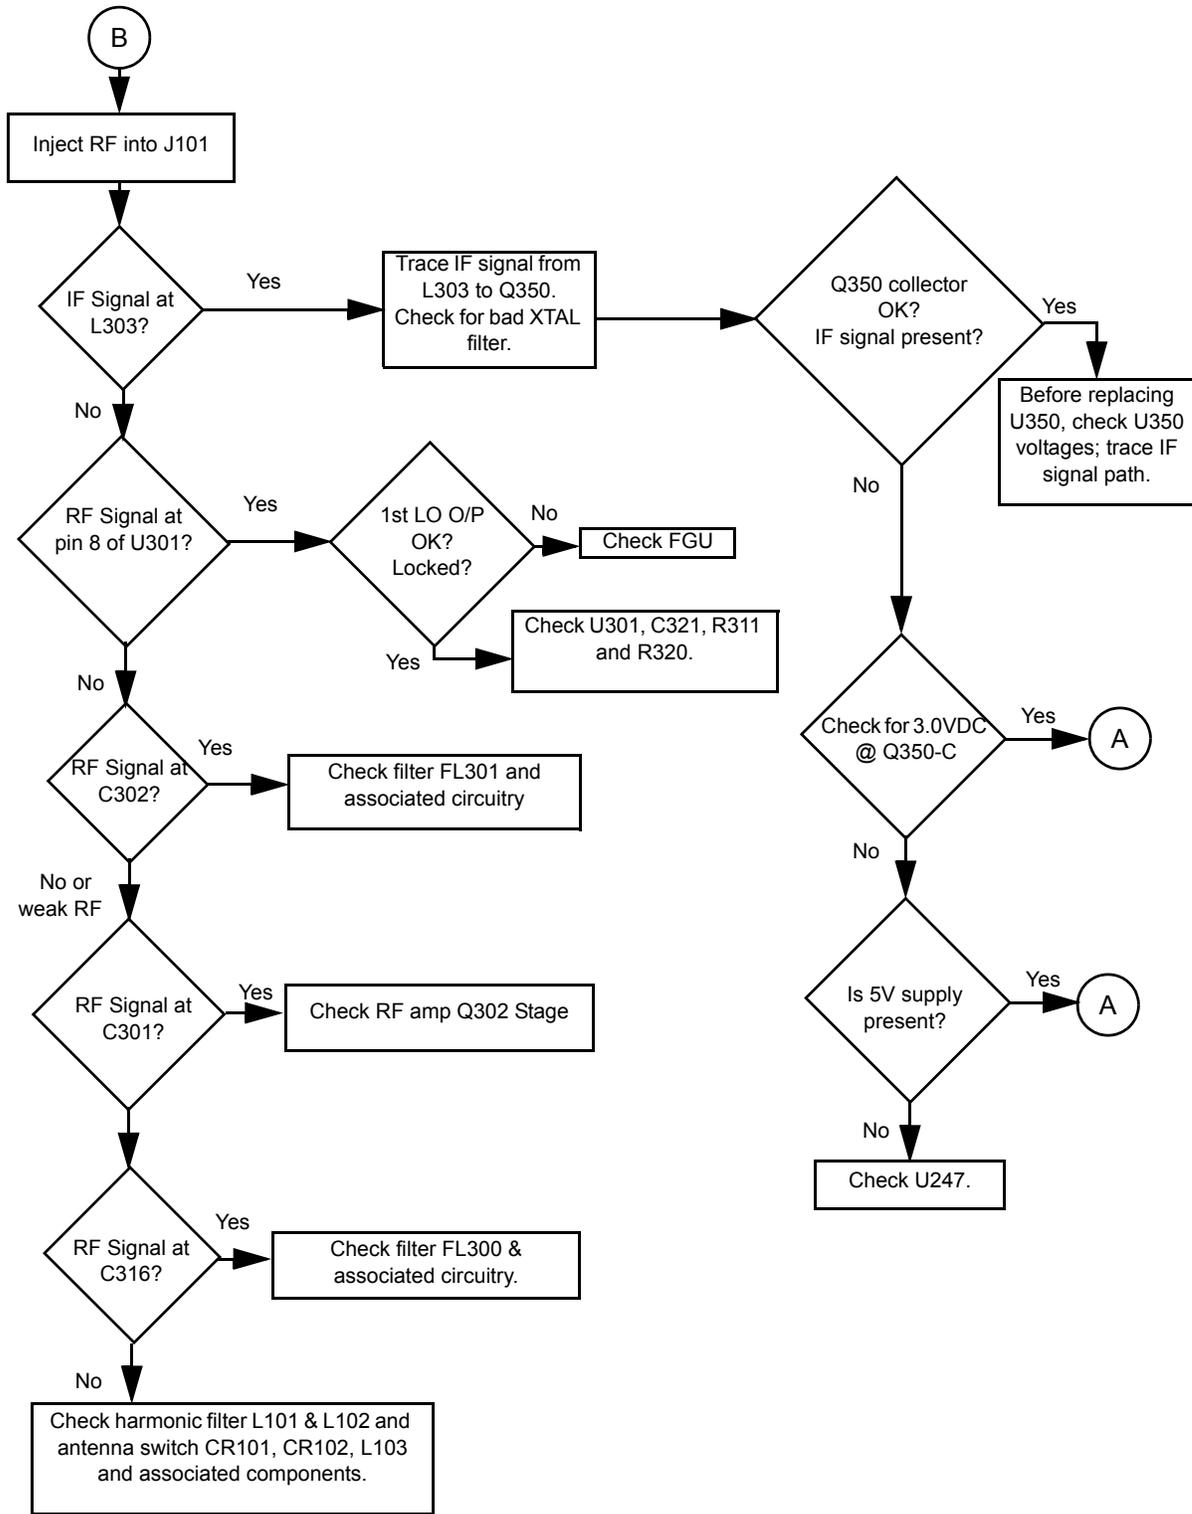 B
Inject RF into J101
IF Signal at
L303?
Yes
Trace IF signal from
L303 to Q350.
Check for bad XTAL
filter.
Q350 collector
OK?
IF signal present?
Yes
Before replacing
U350, check U350
voltages; trace IF
signal path.
No
No
RF Signal at
pin 8 of U301?
Yes
1st LO O/P
OK?
Locked?
No
Check FGU
Yes
Check U301, C321, R311
and R320.
No
RF Signal at
C302?
Yes
Check filter FL301 and
associated circuitry
Check for 3.0VDC
@ Q350-C
Yes
A
No
No or
weak RF
RF Signal at
C301?
Yes
Check RF amp Q302 Stage
Is 5V supply
present?
Yes
A
No
Check U247.
RF Signal at
C316?
Yes
Check filter FL300 &
associated circuitry.
No
Check harmonic filter L101 & L102 and
antenna switch CR101, CR102, L103
and associated components.